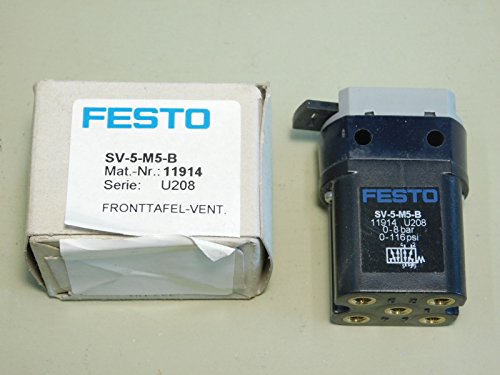 FESTO
SV-5-M5-B
Mat.-Nr.: 11914
Serie: U208
FRONTTAFEL-VENT.
FESTO
SV-5-M5-B
11914 U208
0-8 bar
0-116 psi